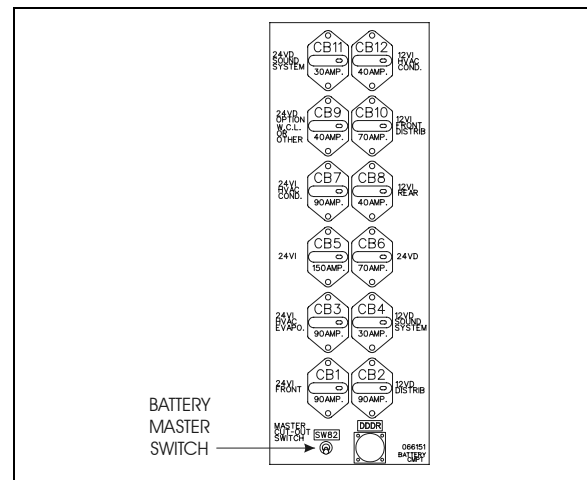 24VD
SOUND
SYSTEM
CB11
30AMP.
CB12
40AMP.
12VI
HVAC
COND.
24VD
OPTION
W.C.L.
OR
OTHER
CB9
40AMP.
CB10
70AMP.
12VI
FRONT
DISTRIB
24VI
HVAC
COND.
CB7
90AMP.
CB8
40AMP.
12VI
REAR
24VI
CB5
150AMP.
CB6
70AMP.
24VD
24VI
HVAC
EVAPO.
CB3
90AMP.
CB4
30AMP.
12VD
SOUND
SYSTEM
24VI
FRONT
CB1
90AMP.
CB2
90AMP.
12VD
DISTRIB
BATTERY
MASTER
SWITCH
MASTER
CUT-OUT
SWITCH
SW82
DDDR
066151
BATTERY
CMPT